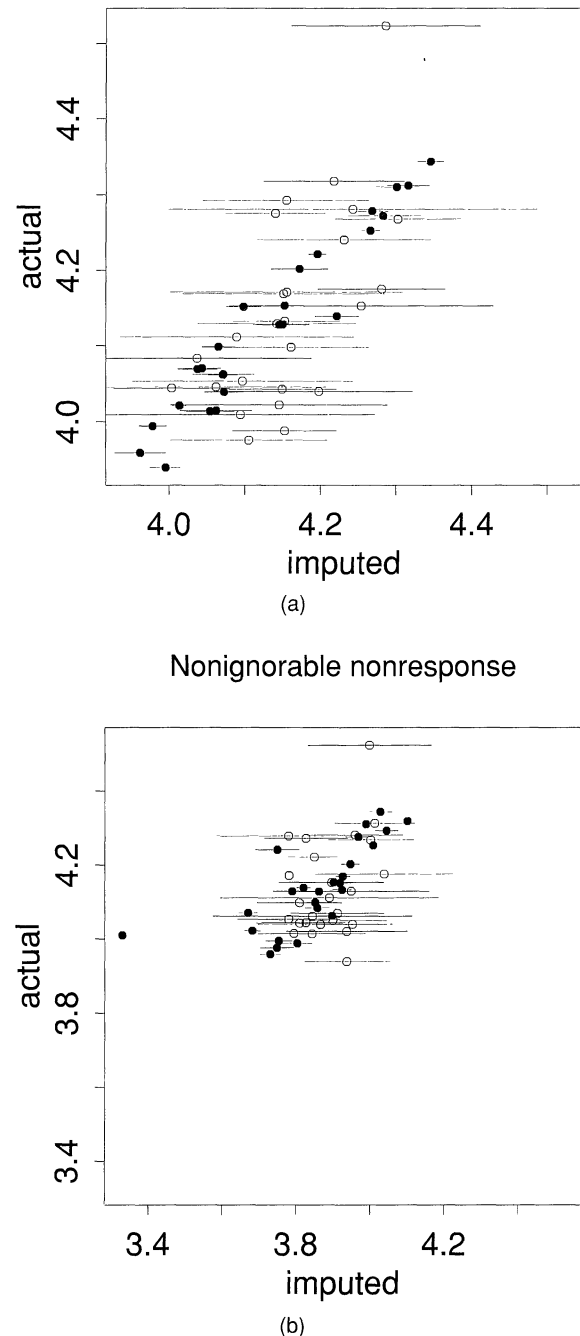 4.4
4.2
4.0
actual
4.0 4.2 4.4
imputed
(a)
Nonignorable nonresponse
4.2
3.8
3.4
actual
3.4 3.8 4.2
imputed
(b)